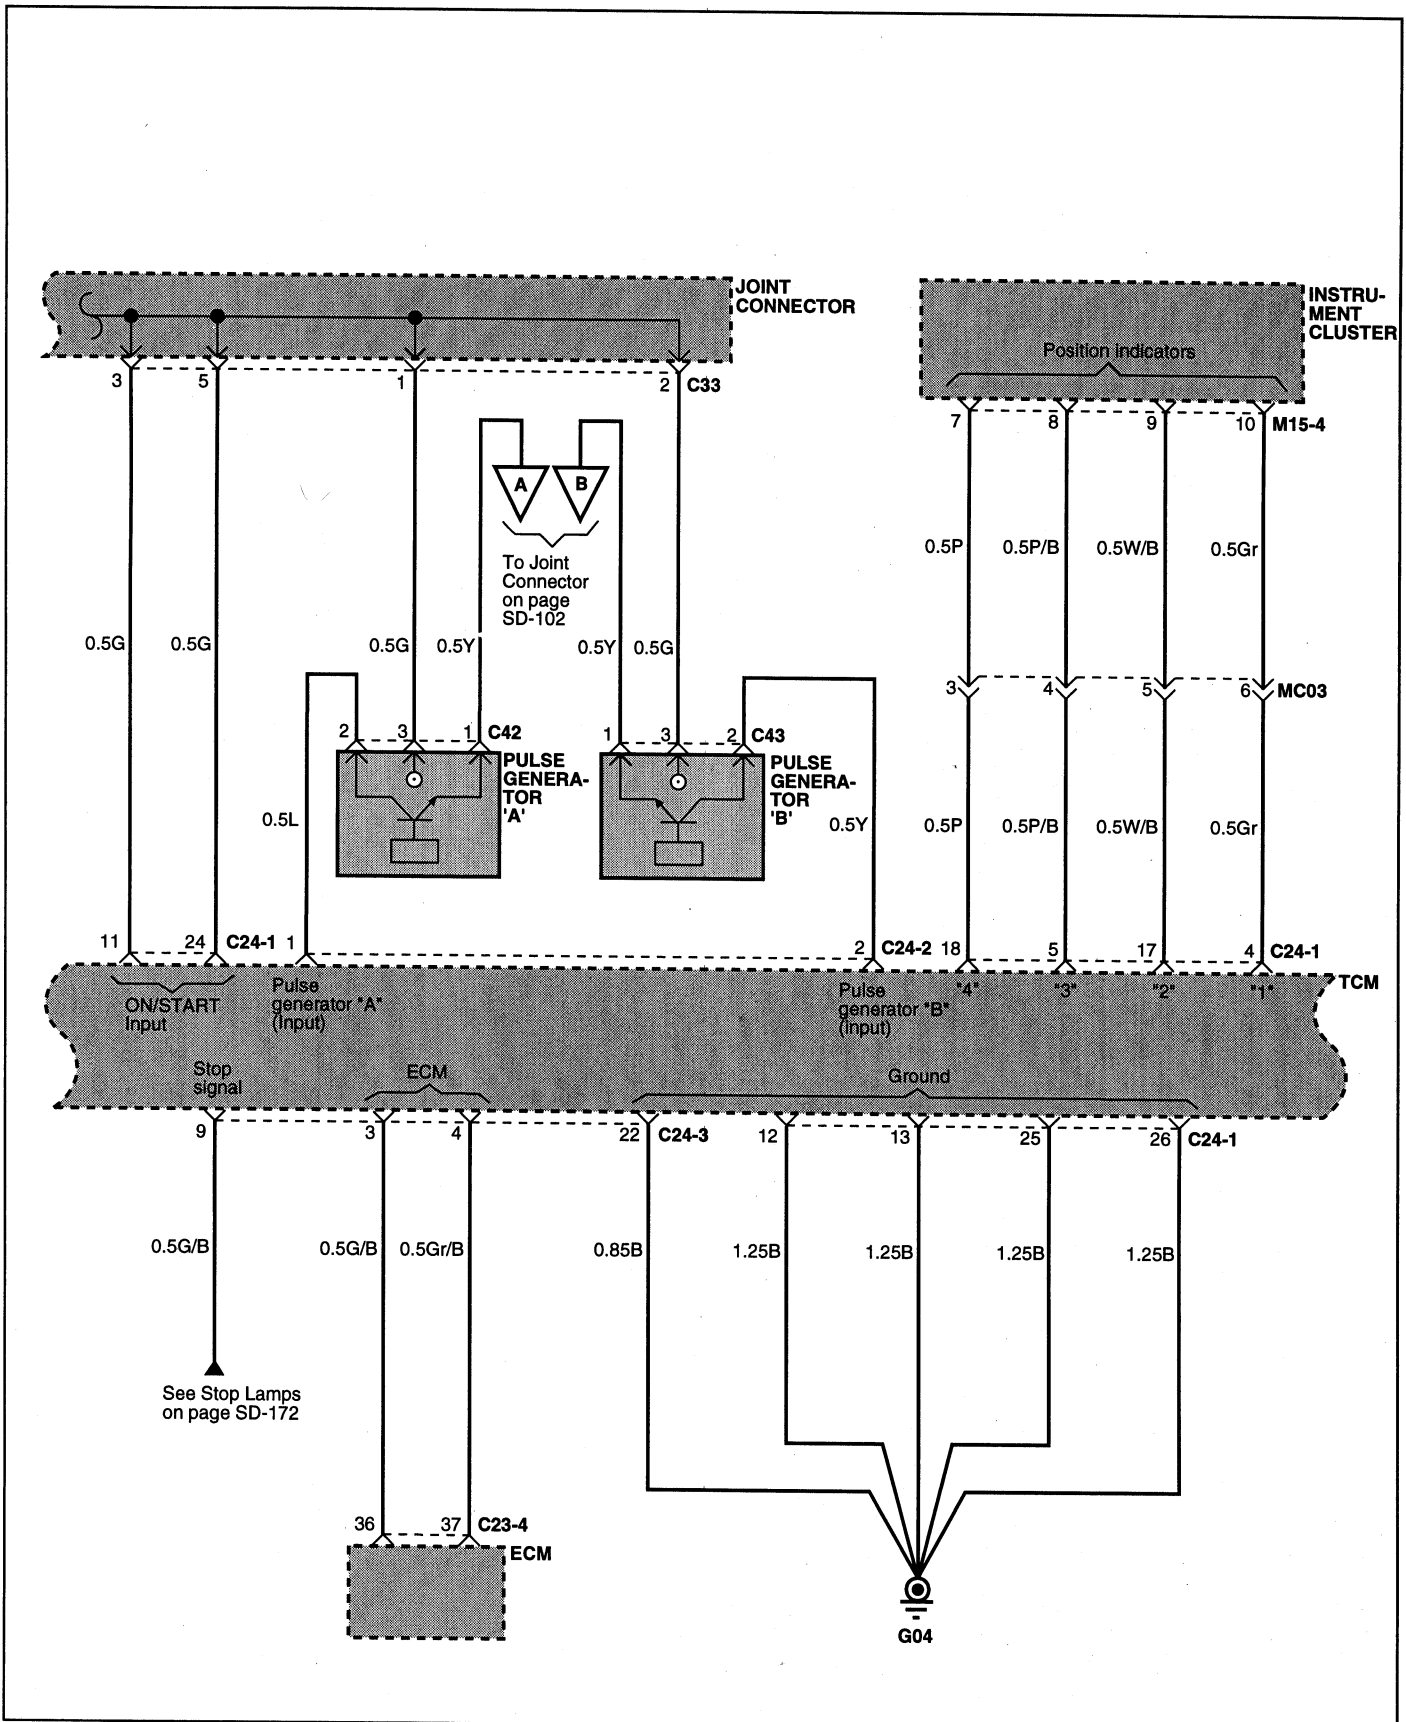 JOINT
CONNECTOR
INSTRU-
MENT
CLUSTER
Position indicators
3
5
1
2
C33
7
8
9
10
M15-4
A
B
To Joint
Connector
on page
SD-102
0.5P
0.5P/B
0.5W/B
0.5Gr
0.5G
0.5G
0.5G
0.5Y
0.5Y
0.5G
3
4
5
6
MC03
2
3
1
C42
1
3
2
C43
PULSE
GENERA-
TOR
'A'
PULSE
GENERA-
TOR
'B'
0.5L
0.5Y
0.5P
0.5P/B
0.5W/B
0.5Gr
11
24
C24-1
1
2
C24-2
18
5
17
4
C24-1
TCM
ON/START
Input
Pulse
generator "A"
(Input)
Pulse
generator "B"
(Input)
"4"
"3"
"2"
"1"
Stop
signal
ECM
Ground
9
3
4
22
C24-3
12
13
25
26
C24-1
0.5G/B
0.5G/B
0.5Gr/B
0.85B
1.25B
1.25B
1.25B
1.25B
See Stop Lamps
on page SD-172
36
37
C23-4
ECM
G04